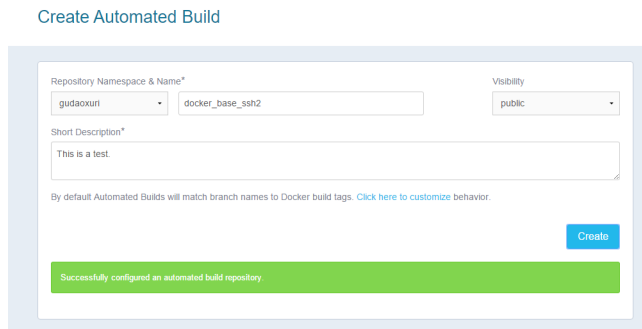 Create Automated Build
Repository Namespace & Name*
Visibility
gudaoxuri
docker_base_ssh2
public
Short Description*
This is a test.
By default Automated Builds will match branch names to Docker build tags. Click here to customize behavior.
Create
Successfully configured an automated build repository.